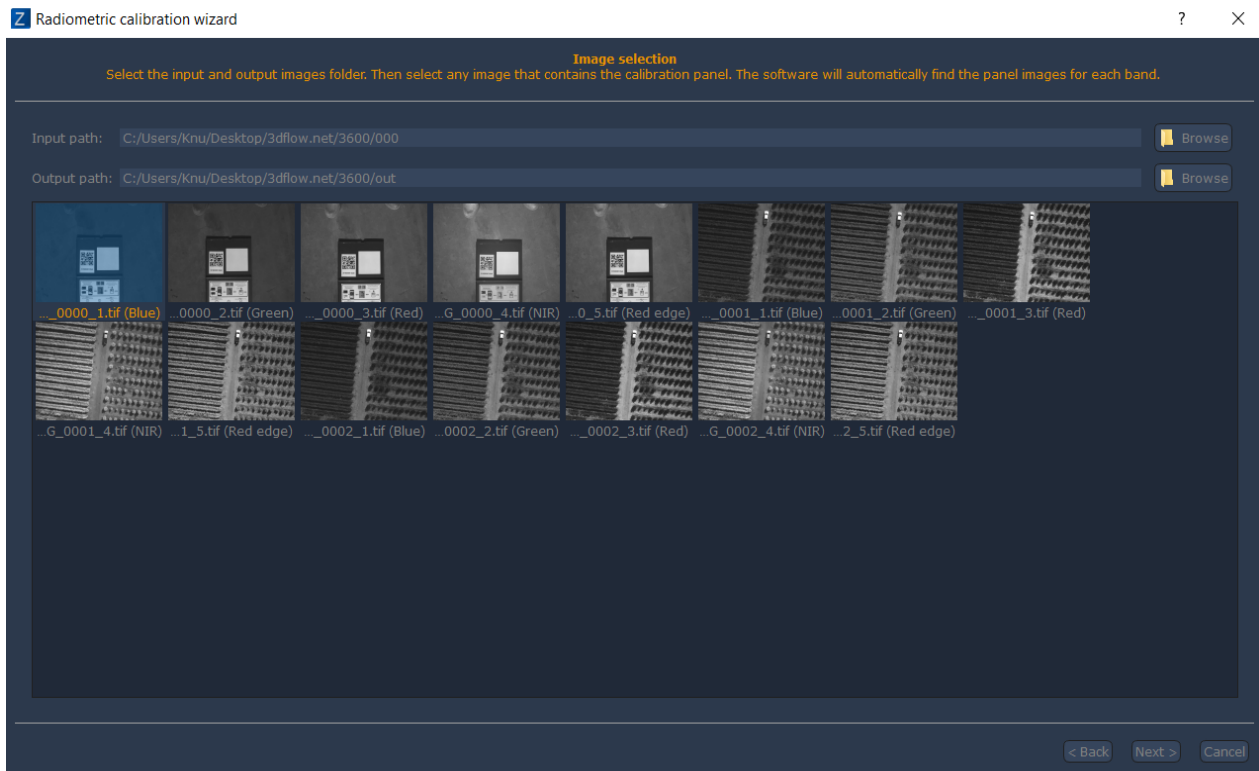 Z Radiometric calibration wizard ?
Image selection
Select the input and output images folder. Then select any image that contains the calibration panel. The software will automatically find the panel images for each band.
Input path: C:/Users/Knu/Desktop/3dflow.net/3600/000 Browse
Output path: C:/Users/Knu/Desktop/3dflow.net/3600/out Browse
..._0000_1.tif (Blue) ...0000_2.tif (Green) ..._0000_3.tif (Red) ...G_0000_4.tif (NIR) ...0_5.tif (Red edge) ..._0001_1.tif (Blue) ...0001_2.tif (Green) ..._0001_3.tif (Red)
...G_0001_4.tif (NIR) ...1_5.tif (Red edge) ..._0002_1.tif (Blue) ...0002_2.tif (Green) ..._0002_3.tif (Red) ...G_0002_4.tif (NIR) ...2_5.tif (Red edge)
< Back Next > Cancel